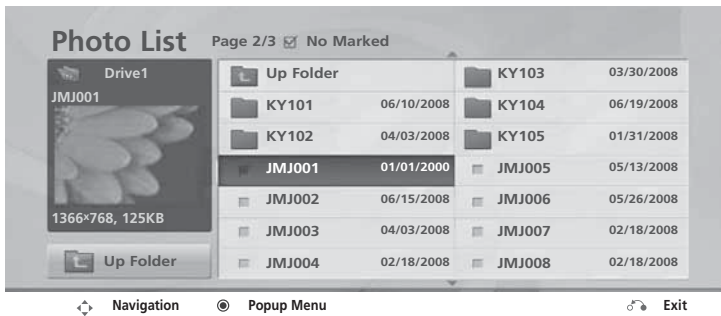 Photo List Page 2/3 No Marked
Drive1
JMJ001
1366x768, 125KB
Up Folder
Up Folder
KY101 06/10/2008
KY102 04/03/2008
JMJ001 01/01/2000
JMJ002 06/15/2008
JMJ003 04/03/2008
JMJ004 02/18/2008
KY103 03/30/2008
KY104 06/19/2008
KY105 01/31/2008
JMJ005 05/13/2008
JMJ006 05/26/2008
JMJ007 02/18/2008
JMJ008 02/18/2008
Navigation Popup Menu Exit